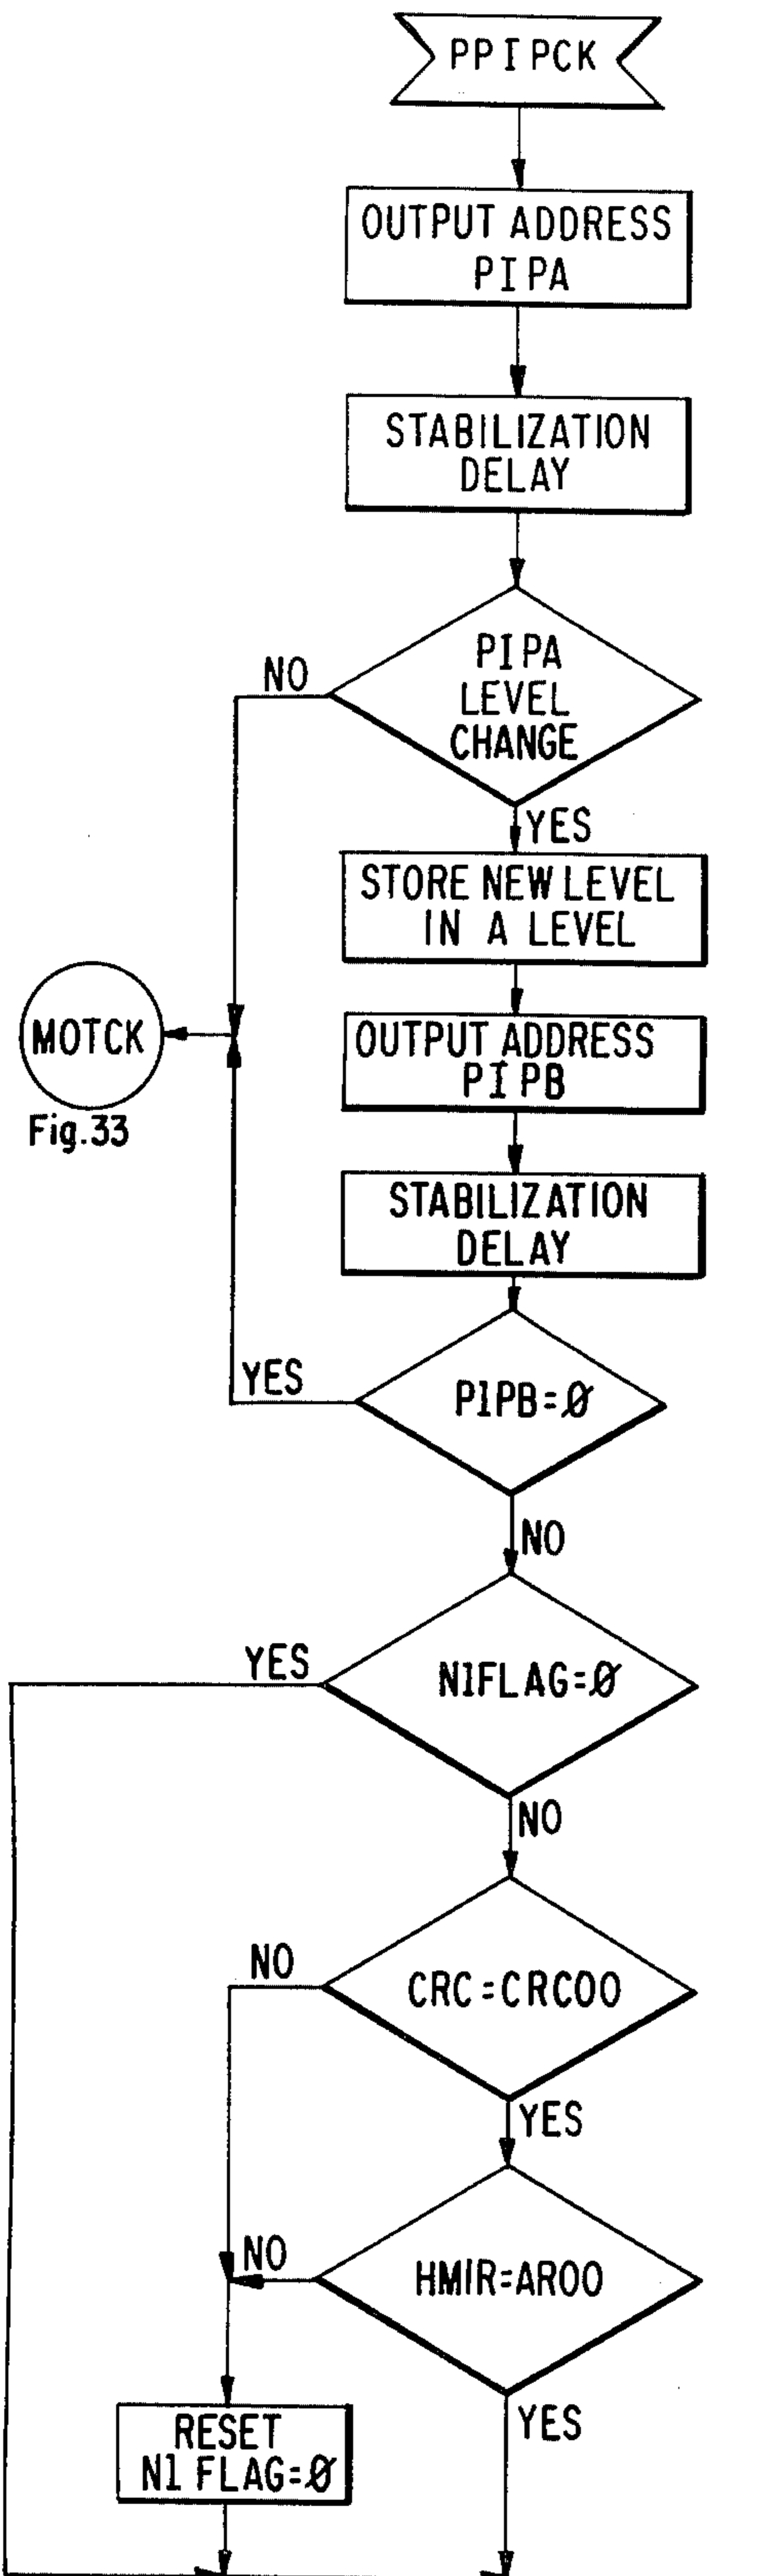 PPIPCK
OUTPUT ADDRESS
PIPA
STABILIZATION
DELAY
PIPA
LEVEL
CHANGE
NO
YES
STORE NEW LEVEL
IN A LEVEL
MOTCK
Fig.33
OUTPUT ADDRESS
PIPB
STABILIZATION
DELAY
PIPB=Ø
YES
NO
N1FLAG=Ø
YES
NO
CRC=CRC00
NO
YES
HMIR=AR00
NO
YES
RESET
N1 FLAG=Ø